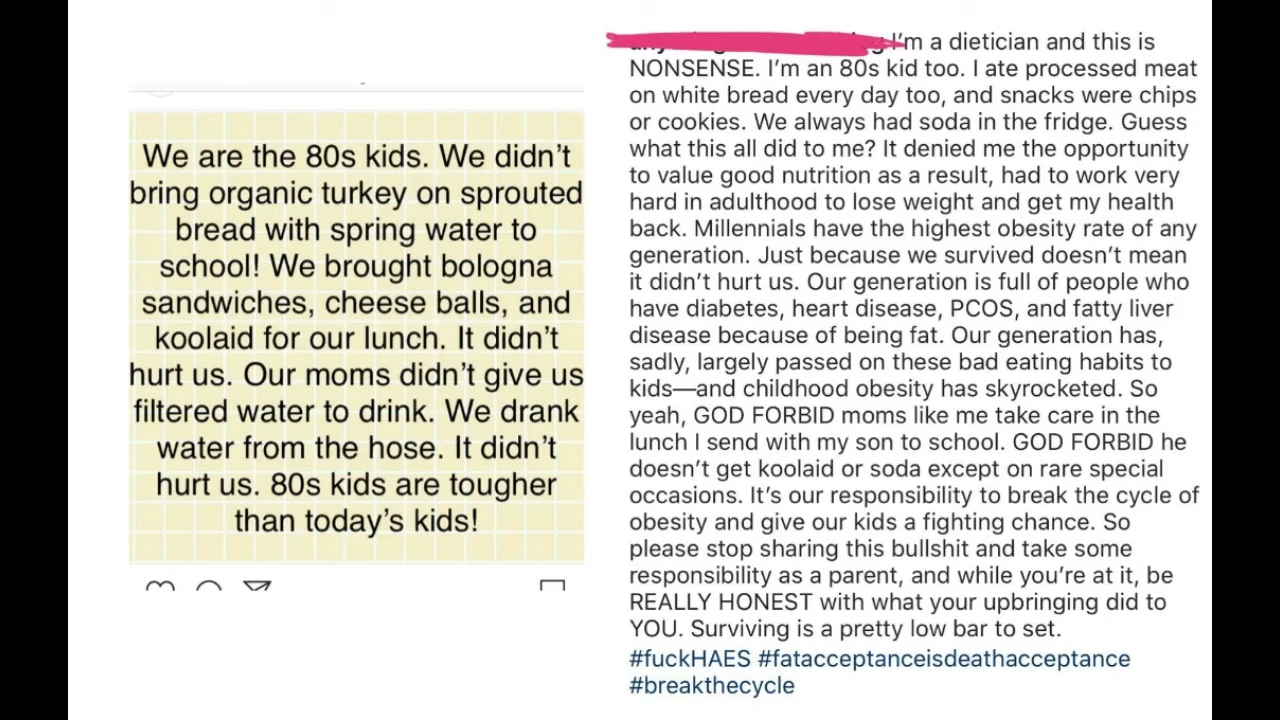 We are the 80s kids. We didn't
bring organic turkey on sprouted
bread with spring water to
school! We brought bologna
sandwiches, cheese balls, and
koolaid for our lunch. It didn't
hurt us. Our moms didn't give us
filtered water to drink. We drank
water from the hose. It didn't
hurt us. 80s kids are tougher
than today's kids!
I'm a dietician and this is
NONSENSE. I'm an 80s kid too. I ate processed meat
on white bread every day too, and snacks were chips
or cookies. We always had soda in the fridge. Guess
what this all did to me? It denied me the opportunity
to value good nutrition as a result, had to work very
hard in adulthood to lose weight and get my health
back. Millennials have the highest obesity rate of any
generation. Just because we survived doesn't mean
it didn't hurt us. Our generation is full of people who
have diabetes, heart disease, PCOS, and fatty liver
disease because of being fat. Our generation has,
sadly, largely passed on these bad eating habits to
kids—and childhood obesity has skyrocketed. So
yeah, GOD FORBID moms like me take care in the
lunch I send with my son to school. GOD FORBID he
doesn't get koolaid or soda except on rare special
occasions. It's our responsibility to break the cycle of
obesity and give our kids a fighting chance. So
please stop sharing this bullshit and take some
responsibility as a parent, and while you're at it, be
REALLY HONEST with what your upbringing did to
YOU. Surviving is a pretty low bar to set.
#fuckHAES #fatacceptanceisdeathacceptance
#breakthecycle